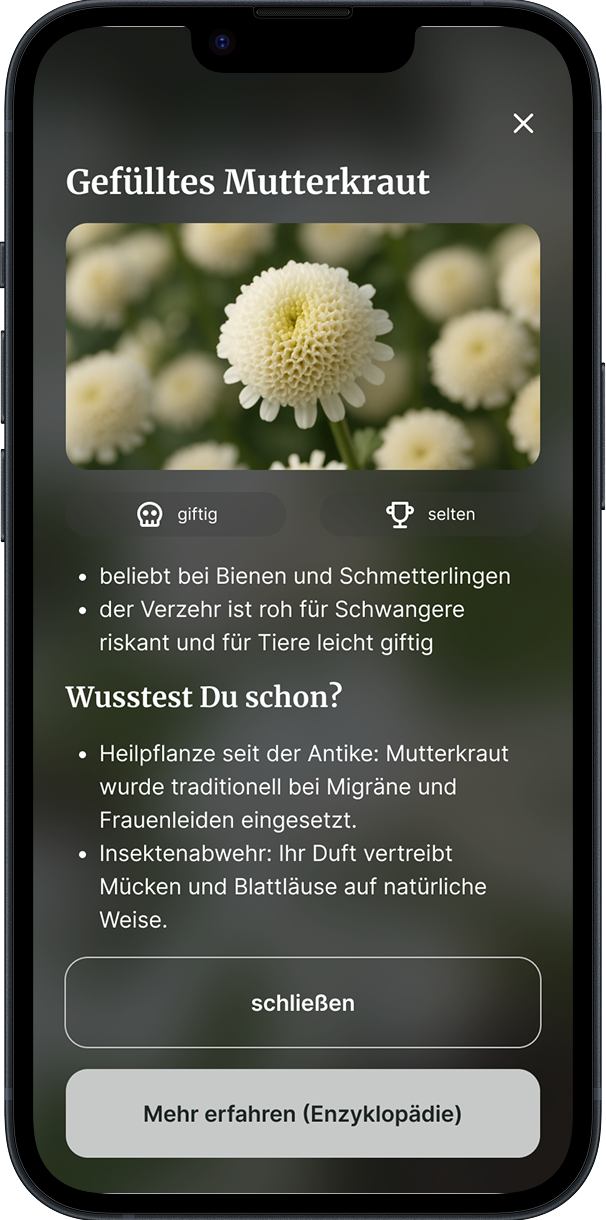 Gefülltes Mutterkraut
giftig
selten
• beliebt bei Bienen und Schmetterlingen
• der Verzehr ist roh für Schwangere
riskant und für Tiere leicht giftig
Wusstest Du schon?
• Heilpflanze seit der Antike: Mutterkraut
wurde traditionell bei Migräne und
Frauenleiden eingesetzt.
• Insektenabwehr: Ihr Duft vertreibt
Mücken und Blattläuse auf natürliche
Weise.
schließen
Mehr erfahren (Enzyklopädie)